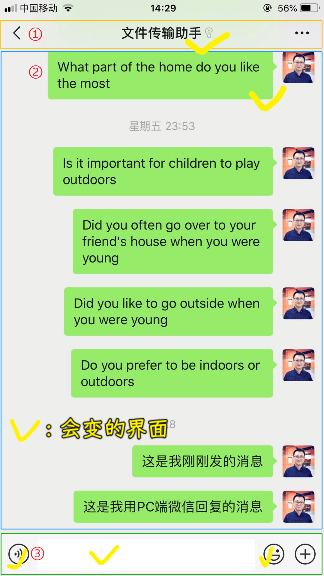 中国移动 14:29 56%
① 文件传输助手
② What part of the home do you like
the most
星期五 23:53
Is it important for children to play
outdoors
Did you often go over to your
friend's house when you were
young
Did you like to go outside when
you were young
Do you prefer to be indoors or
outdoors
：会变的界面
这是我刚刚发的消息
这是我用PC端微信回复的消息
③